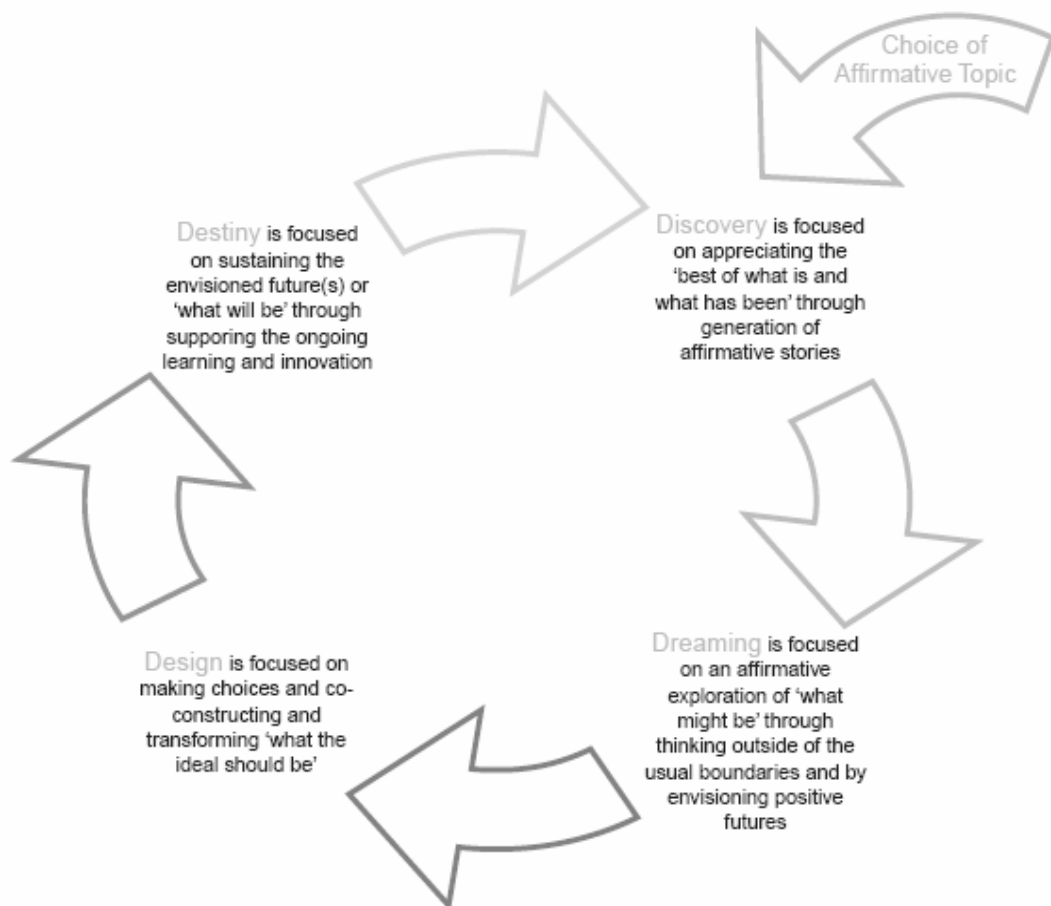 Choice of
Affirmative Topic
Discovery is focused
on appreciating the
‘best of what is and
what has been’ through
generation of
affirmative stories
Dreaming is focused
on an affirmative
exploration of ‘what
might be’ through
thinking outside of the
usual boundaries and by
envisioning positive
futures
Design is focused on
making choices and co-
constructing and
transforming ‘what the
ideal should be’
Destiny is focused
on sustaining the
envisioned future(s) or
‘what will be’ through
supporing the ongoing
learning and innovation